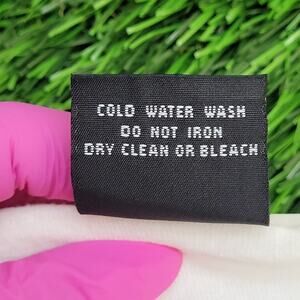 COLD WATER WASH
DO NOT IRON
DRY CLEAN OR BLEACH